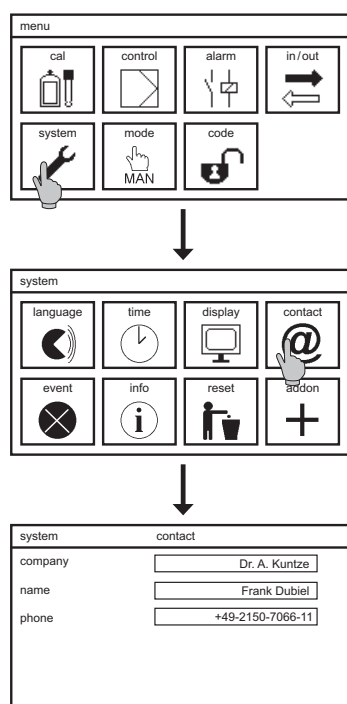 menu
cal control alarm in/out
system mode code
MAN
system
language time display contact
@
event info reset addon
i
system contact
company Dr. A. Kuntze
name Frank Dubiel
phone +49-2150-7066-11